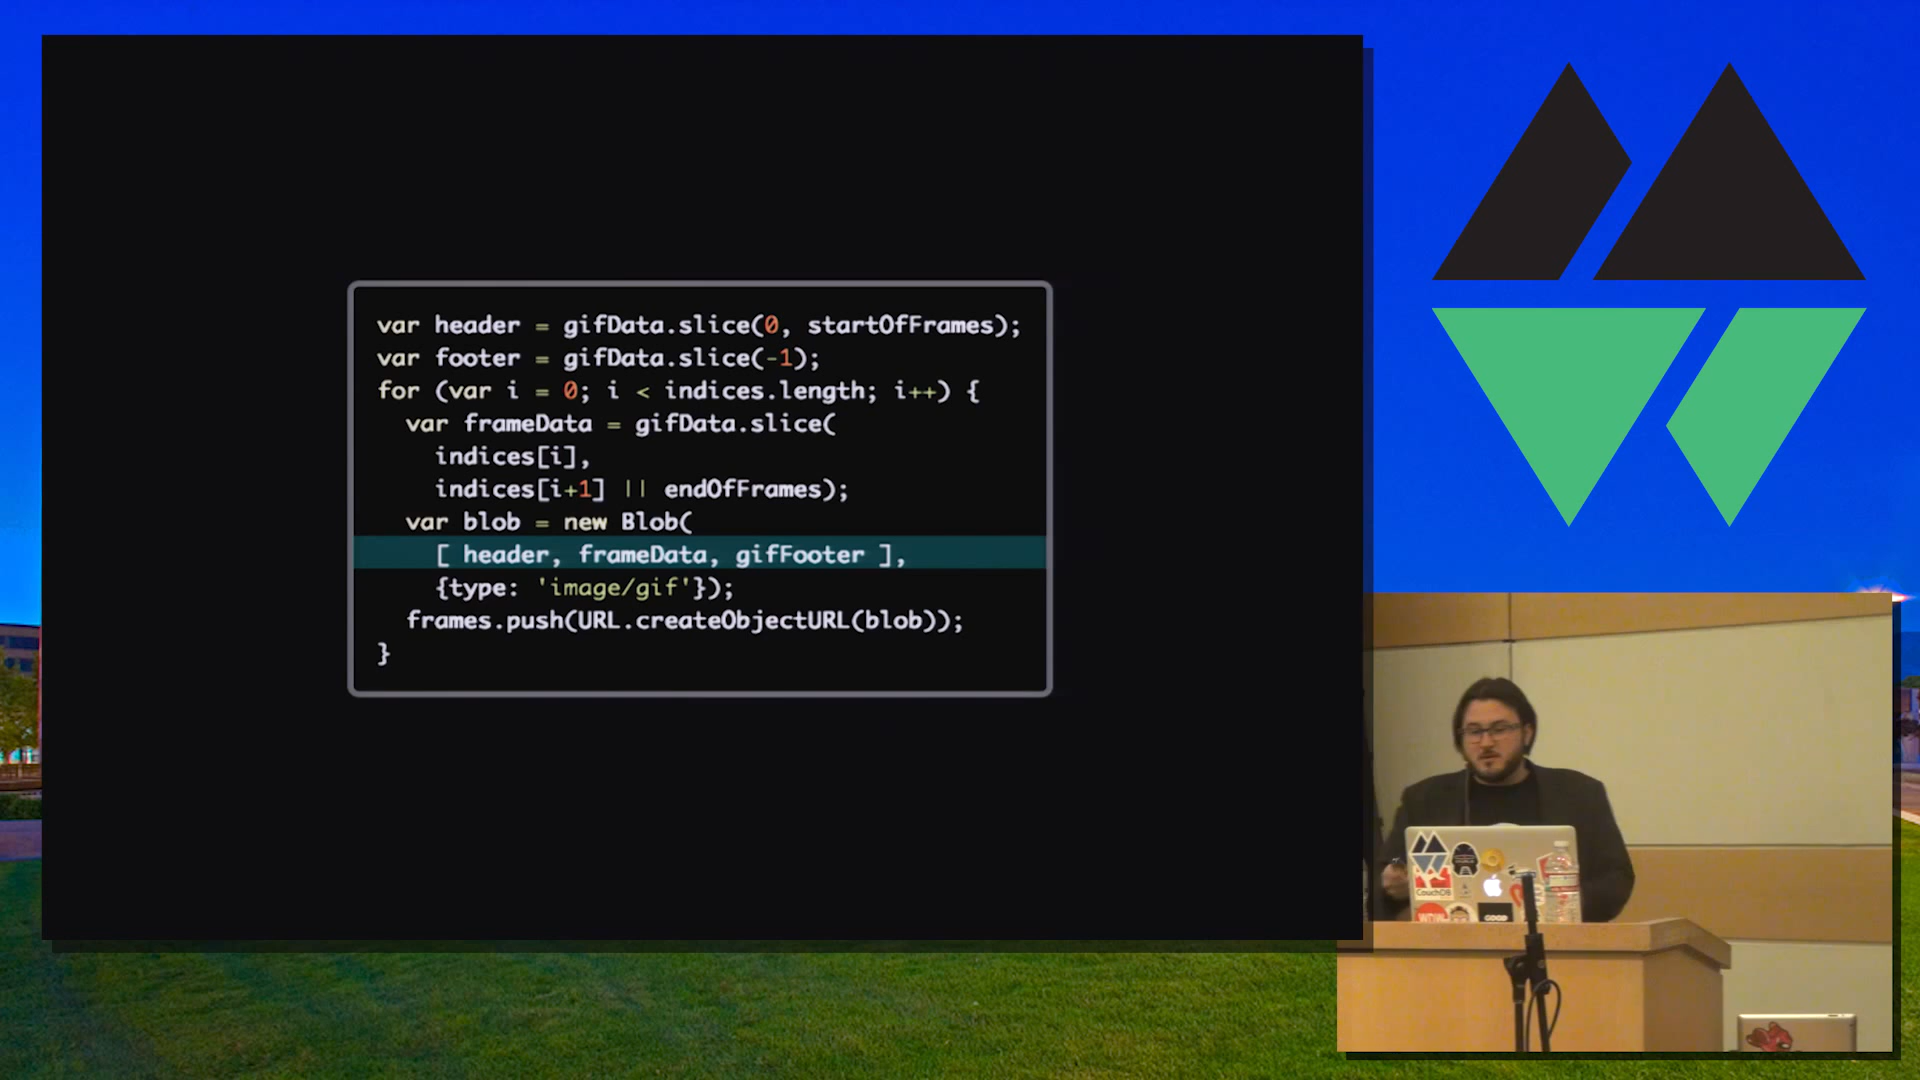 var header = gifData.slice(0, startOfFrames);
var footer = gifData.slice(-1);
for (var i = 0; i < indices.length; i++) {
  var frameData = gifData.slice(
    indices[i],
    indices[i+1] || endOfFrames);
  var blob = new Blob(
    [ header, frameData, gifFooter ],
    {type: 'image/gif'});
  frames.push(URL.createObjectURL(blob));
}
CouchDB
GOOD